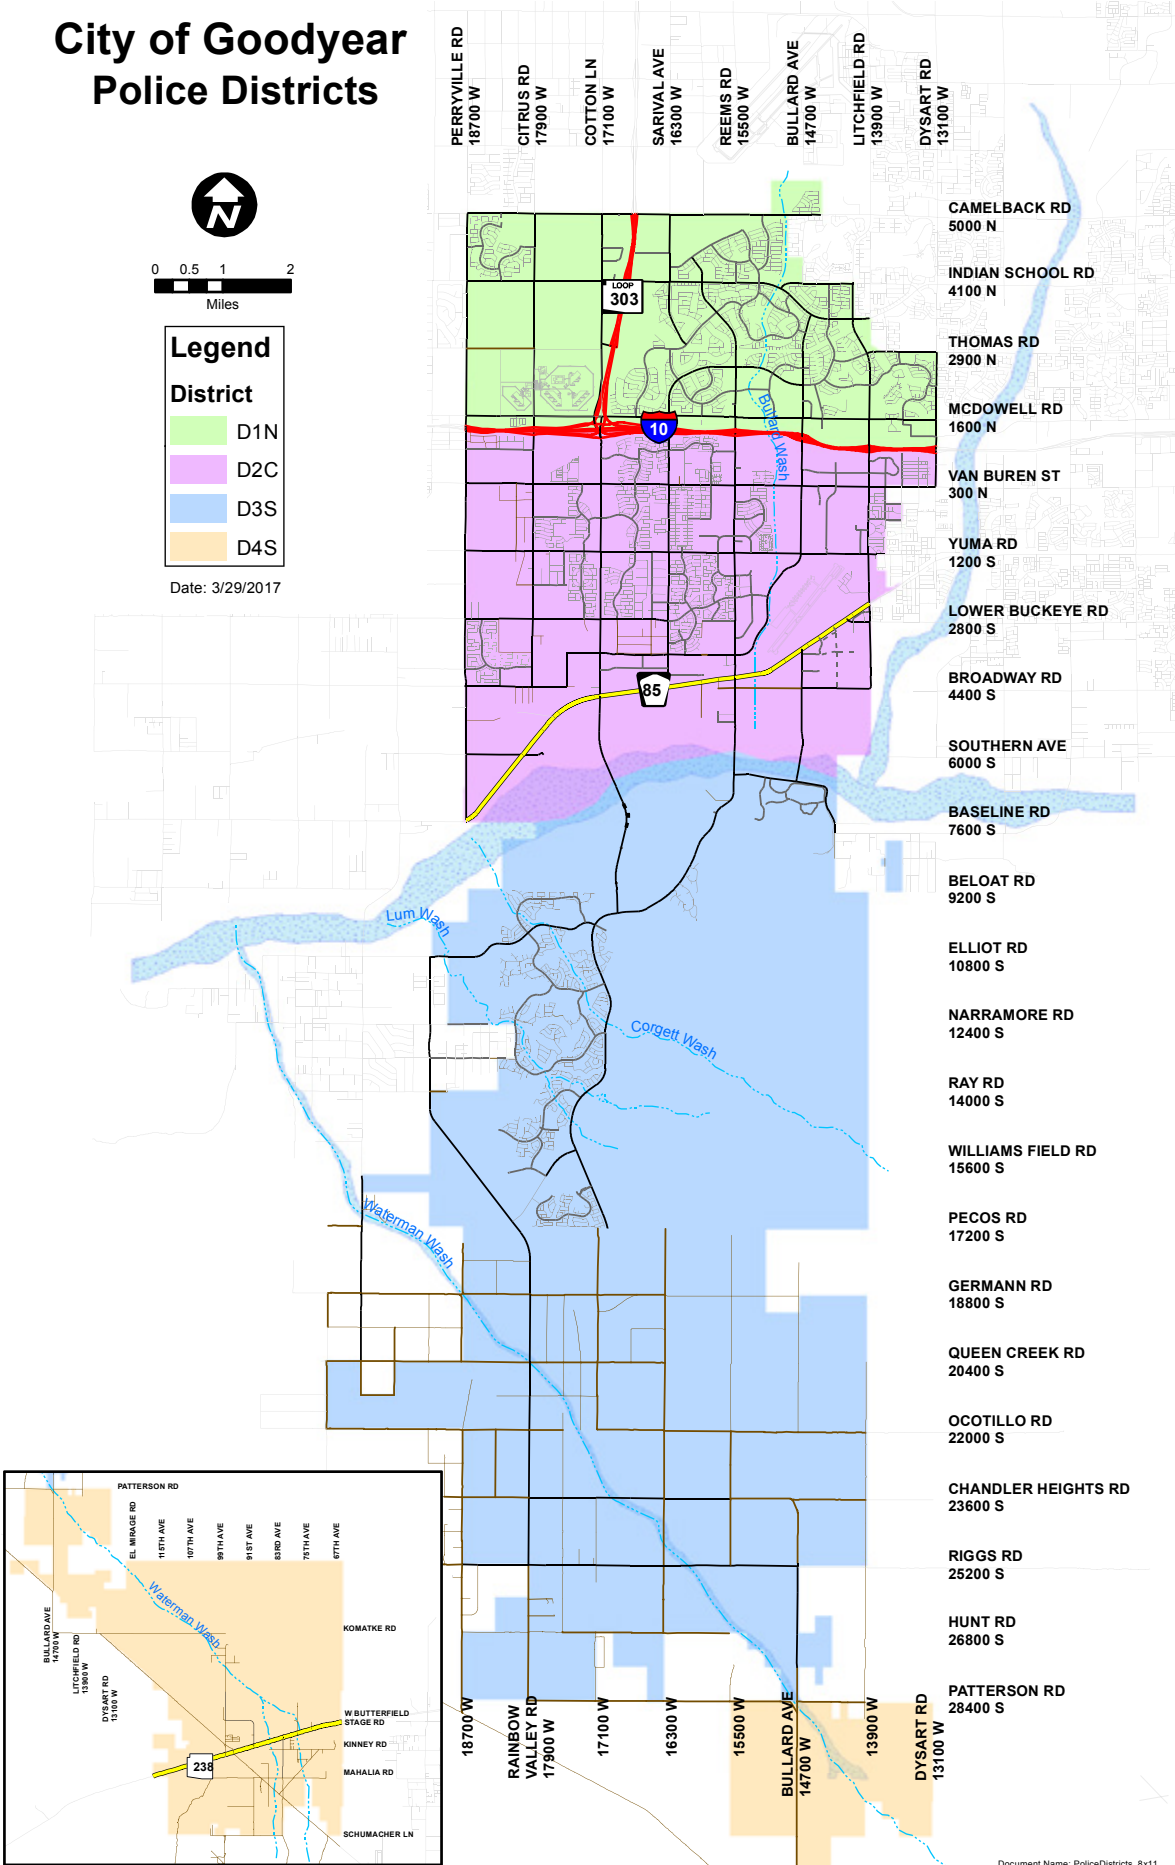 City of Goodyear
Police Districts
PERRYVILLE RD
18700 W
CITRUS RD
17900 W
COTTON LN
17100 W
SARIVAL AVE
16300 W
REEMS RD
15500 W
BULLARD AVE
14700 W
LITCHFIELD RD
13900 W
DYSART RD
13100 W
N
0 0.5 1 2
Miles
Legend
District
D1N
D2C
D3S
D4S
Date: 3/29/2017
CAMELBACK RD
5000 N
INDIAN SCHOOL RD
4100 N
THOMAS RD
2900 N
MCDOWELL RD
1600 N
VAN BUREN ST
300 N
YUMA RD
1200 S
LOWER BUCKEYE RD
2800 S
BROADWAY RD
4400 S
SOUTHERN AVE
6000 S
BASELINE RD
7600 S
BELOAT RD
9200 S
ELLIOT RD
10800 S
NARRAMORE RD
12400 S
RAY RD
14000 S
WILLIAMS FIELD RD
15600 S
PECOS RD
17200 S
GERMANN RD
18800 S
QUEEN CREEK RD
20400 S
OCOTILLO RD
22000 S
CHANDLER HEIGHTS RD
23600 S
RIGGS RD
25200 S
HUNT RD
26800 S
PATTERSON RD
28400 S
LOOP
303
10
Bullard Wash
85
Lum Wash
Corgett Wash
Waterman Wash
18700 W
RAINBOW
VALLEY RD
17900 W
17100 W
16300 W
15500 W
BULLARD AVE
14700 W
13900 W
DYSART RD
13100 W
PATTERSON RD
EL MIRAGE RD
115TH AVE
107TH AVE
99TH AVE
91ST AVE
83RD AVE
75TH AVE
67TH AVE
Waterman Wash
BULLARD AVE
14700 W
LITCHFIELD RD
13900 W
DYSART RD
13100 W
KOMATKE RD
W BUTTERFIELD
STAGE RD
KINNEY RD
238
MAHALIA RD
SCHUMACHER LN
Document Name: PoliceDistricts_8x11